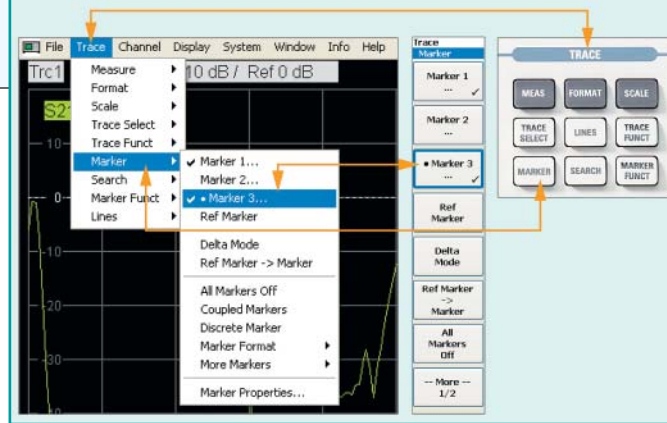 File Trace Channel Display System Window Info Help
Trc1
10 dB / Ref 0 dB
Measure
Format
Scale
Trace Select
Trace Funct
Marker
Search
Marker Funct
Lines
10
0
-10
-20
-30
Marker 1...
Marker 2...
• Marker 3...
Ref Marker
Delta Mode
Ref Marker -> Marker
All Markers Off
Coupled Markers
Discrete Marker
Marker Format
More Markers
Marker Properties...
Trace
Marker
Marker 1
...
Marker 2
...
• Marker 3
...
Ref
Marker
Delta
Mode
Ref Marker
->
Marker
All
Markers
Off
-- More --
1/2
TRACE
MEAS
FORMAT
SCALE
TRACE
SELECT
LINES
TRACE
FUNCT
MARKER
SEARCH
MARKER
FUNCT